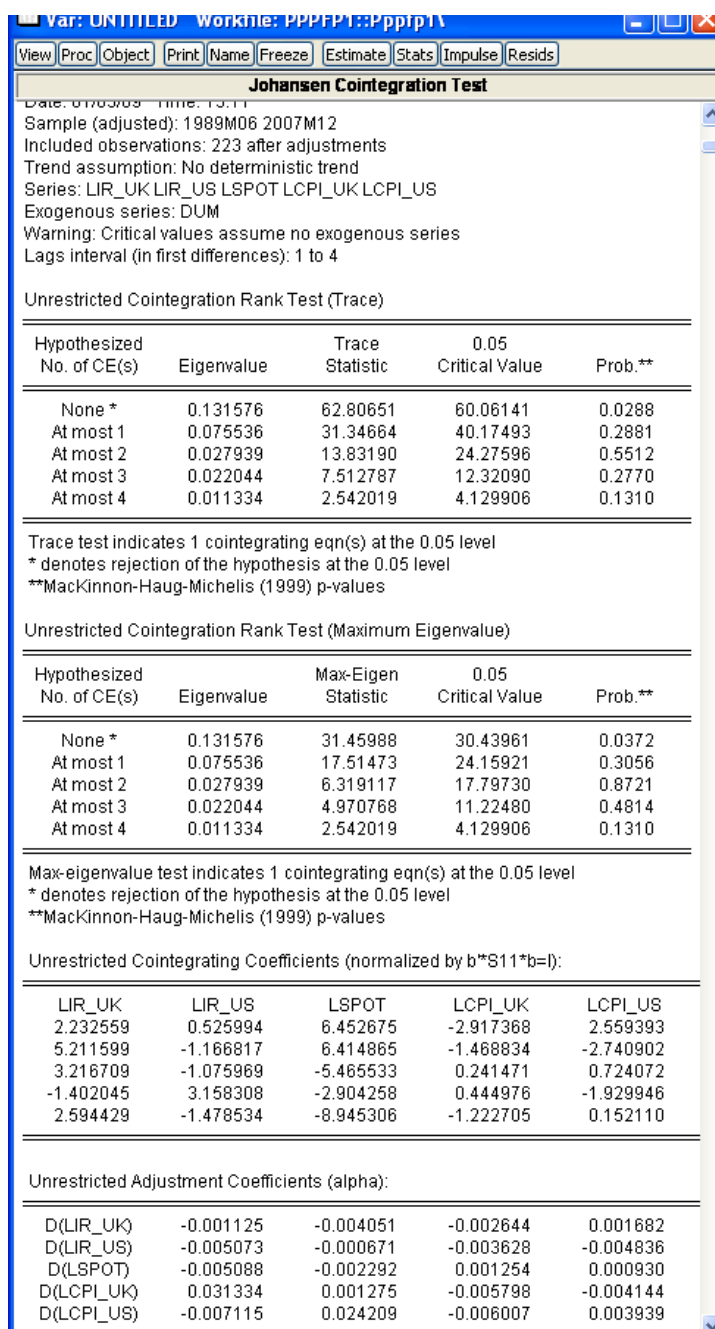 Var: UNTITLED Workfile: PPPFP1::Pppfp1\
View Proc Object Print Name Freeze Estimate Stats Impulse Resids
Johansen Cointegration Test
Date: 01/05/09 Time: 15:11
Sample (adjusted): 1989M06 2007M12
Included observations: 223 after adjustments
Trend assumption: No deterministic trend
Series: LIR_UK LIR_US LSPOT LCPI_UK LCPI_US
Exogenous series: DUM
Warning: Critical values assume no exogenous series
Lags interval (in first differences): 1 to 4
Unrestricted Cointegration Rank Test (Trace)
Hypothesized Trace 0.05
No. of CE(s) Eigenvalue Statistic Critical Value Prob.**
None * 0.131576 62.80651 60.06141 0.0288
At most 1 0.075536 31.34664 40.17493 0.2881
At most 2 0.027939 13.83190 24.27596 0.5512
At most 3 0.022044 7.512787 12.32090 0.2770
At most 4 0.011334 2.542019 4.129906 0.1310
Trace test indicates 1 cointegrating eqn(s) at the 0.05 level
* denotes rejection of the hypothesis at the 0.05 level
**MacKinnon-Haug-Michelis (1999) p-values
Unrestricted Cointegration Rank Test (Maximum Eigenvalue)
Hypothesized Max-Eigen 0.05
No. of CE(s) Eigenvalue Statistic Critical Value Prob.**
None * 0.131576 31.45988 30.43961 0.0372
At most 1 0.075536 17.51473 24.15921 0.3056
At most 2 0.027939 6.319117 17.79730 0.8721
At most 3 0.022044 4.970768 11.22480 0.4814
At most 4 0.011334 2.542019 4.129906 0.1310
Max-eigenvalue test indicates 1 cointegrating eqn(s) at the 0.05 level
* denotes rejection of the hypothesis at the 0.05 level
**MacKinnon-Haug-Michelis (1999) p-values
Unrestricted Cointegrating Coefficients (normalized by b'*S11*b=I):
LIR_UK LIR_US LSPOT LCPI_UK LCPI_US
2.232559 0.525994 6.452675 -2.917368 2.559393
5.211599 -1.166817 6.414865 -1.468834 -2.740902
3.216709 -1.075969 -5.465533 0.241471 0.724072
-1.402045 3.158308 -2.904258 0.444976 -1.929946
2.594429 -1.478534 -8.945306 -1.222705 0.152110
Unrestricted Adjustment Coefficients (alpha):
D(LIR_UK) -0.001125 -0.004051 -0.002644 0.001682
D(LIR_US) -0.005073 -0.000671 -0.003628 -0.004836
D(LSPOT) -0.005088 -0.002292 0.001254 0.000930
D(LCPI_UK) 0.031334 0.001275 -0.005798 -0.004144
D(LCPI_US) -0.007115 0.024209 -0.006007 0.003939